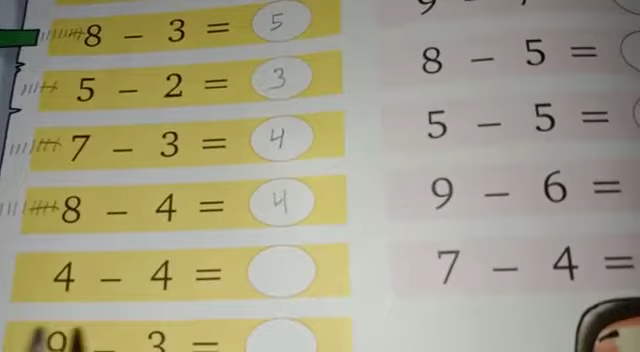 8 - 3 = 5
5 - 2 = 3
7 - 3 = 4
8 - 4 = 4
4 - 4 =
9 - 3 =
8 - 5 =
5 - 5 =
9 - 6 =
7 - 4 =